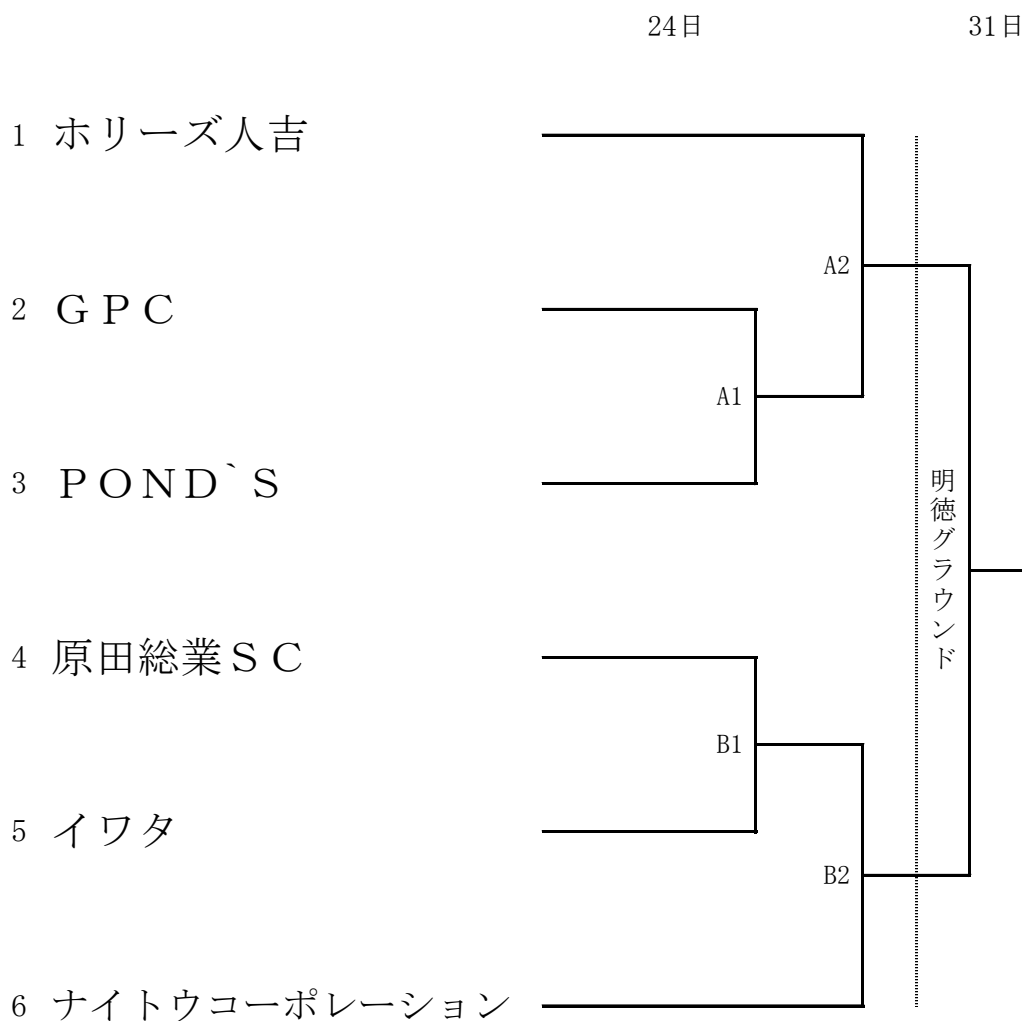 24日 31日
1 ホリーズ人吉
A2
2 ＧＰＣ
A1
3 ＰＯＮＤ｀Ｓ
明徳グラウンド
4 原田総業ＳＣ
B1
5 イワタ
B2
6 ナイトウコーポレーション